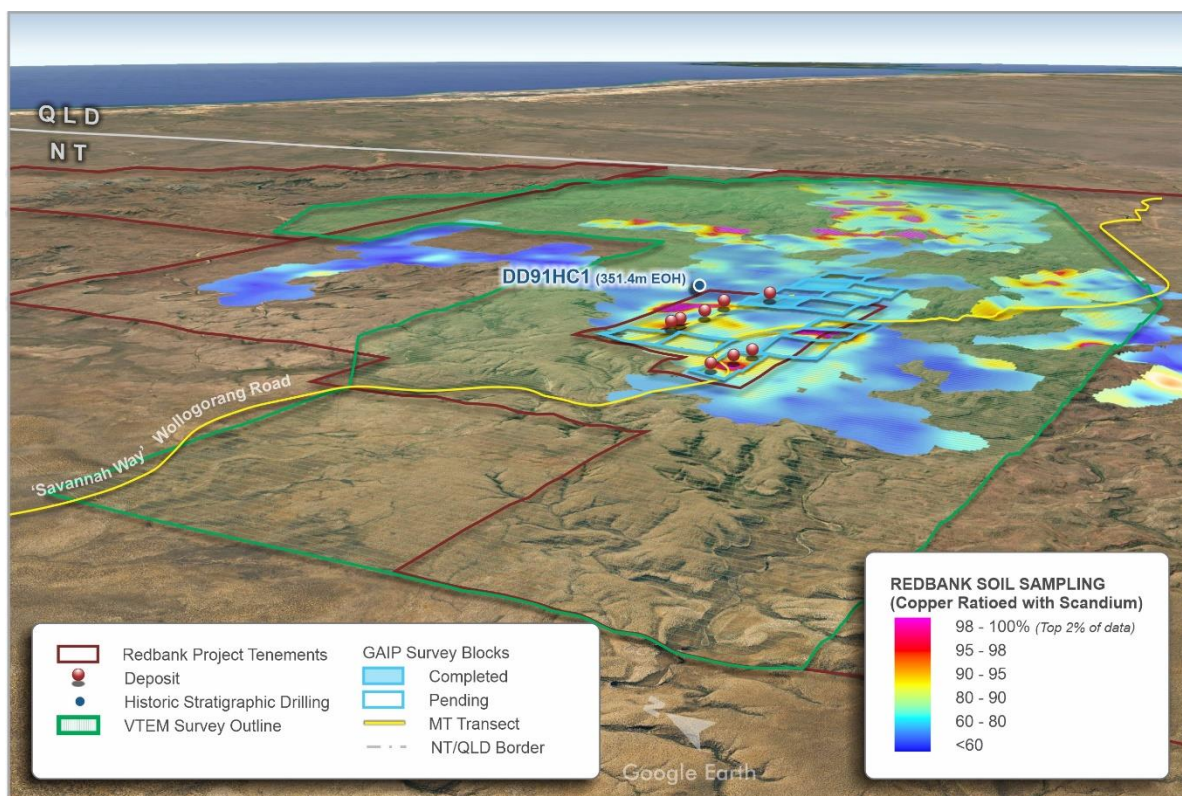 QLD
NT
DD91HC1 (351.4m EOH)
'Savannah Way' Wollogorang Road
REDBANK SOIL SAMPLING
(Copper Ratioed with Scandium)
98 - 100% (Top 2% of data)
95 - 98
90 - 95
80 - 90
60 - 80
<60
Redbank Project Tenements
Deposit
Historic Stratigraphic Drilling
VTEM Survey Outline
GAIP Survey Blocks
Completed
Pending
MT Transect
NT/QLD Border
N
Google Earth